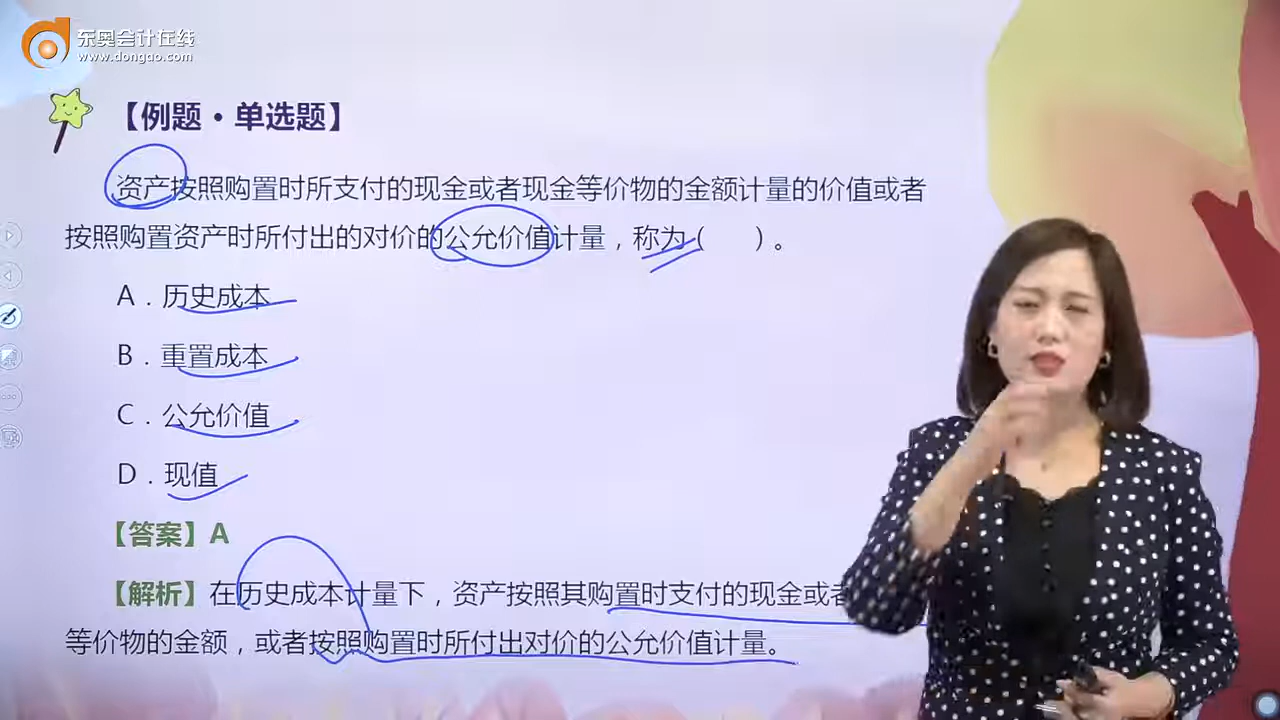 东奥会计在线
www.dongao.com
【例题·单选题】
资产按照购置时所支付的现金或者现金等价物的金额计量的价值或者
按照购置资产时所付出的对价的公允价值计量，称为（　　）。
A．历史成本
B．重置成本
C．公允价值
D．现值
【答案】A
【解析】在历史成本计量下，资产按照其购置时支付的现金或者
等价物的金额，或者按照购置时所付出对价的公允价值计量。